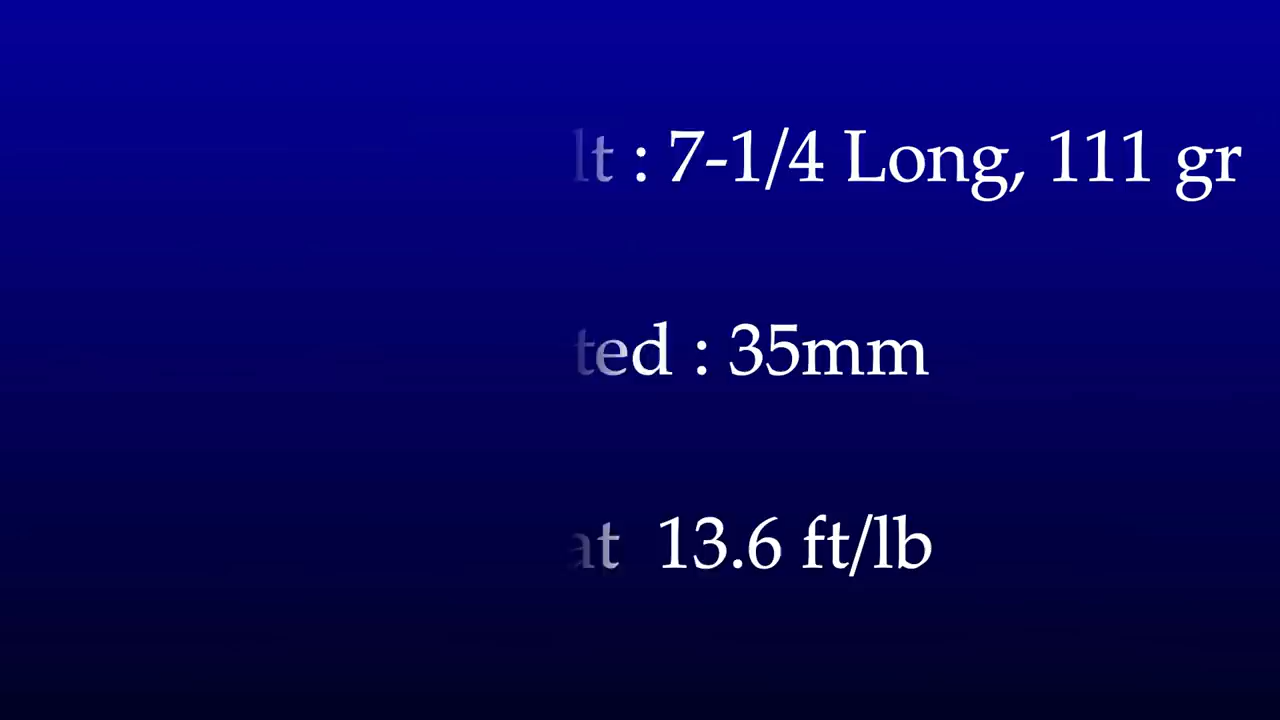 lt : 7-1/4 Long, 111 gr
ted : 35mm
at 13.6 ft/lb